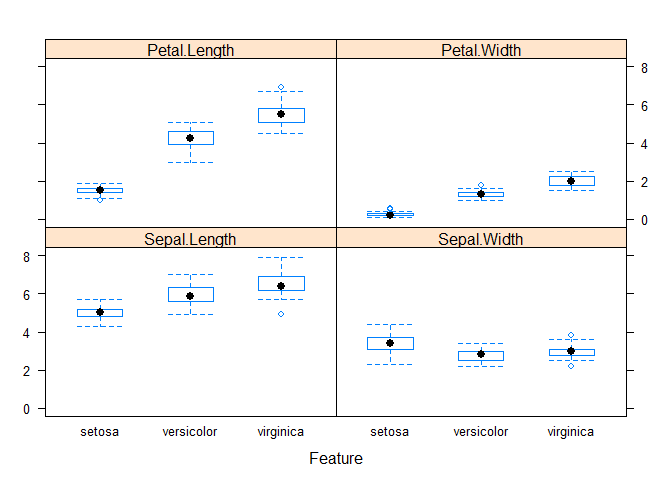 Petal.Length Petal.Width
8
6
4
2
0
Sepal.Length Sepal.Width
8
6
4
2
0
setosa versicolor virginica setosa versicolor virginica
Feature